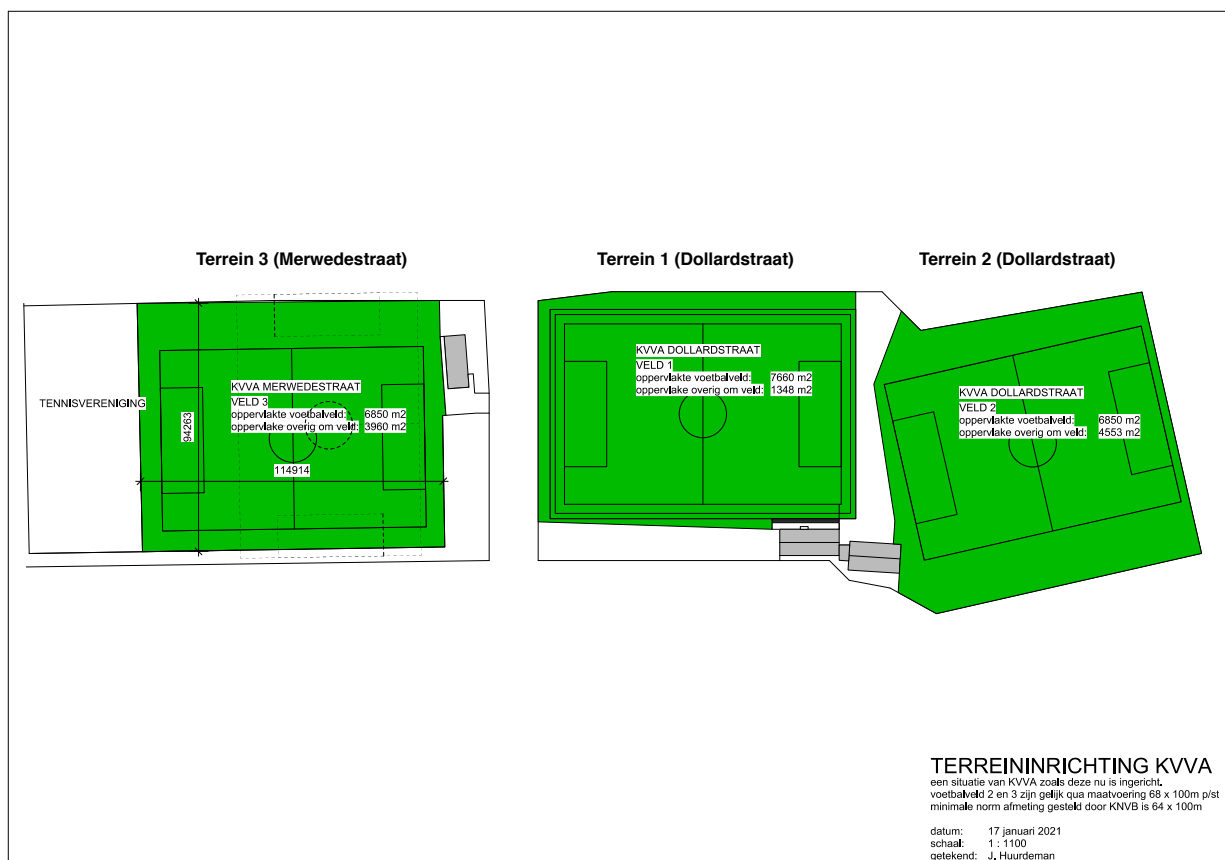 Terrein 3 (Merwedestraat)
Terrein 1 (Dollardstraat)
Terrein 2 (Dollardstraat)
TENNISVERENIGING
KVVA MERWEDESTRAAT
VELD 3
oppervlakte voetbalveld: 6850 m2
oppervlake overig om veld: 3960 m2
94263
114914
KVVA DOLLARDSTRAAT
VELD 1
oppervlakte voetbalveld: 7660 m2
oppervlake overig om veld: 1348 m2
KVVA DOLLARDSTRAAT
VELD 2
oppervlakte voetbalveld: 6850 m2
oppervlake overig om veld: 4553 m2
TERREININRICHTING KVVA
een situatie van KVVA zoals deze nu is ingericht.
voetbalveld 2 en 3 zijn gelijk qua maatvoering 68 x 100m p/st
minimale norm afmeting gesteld door KNVB is 64 x 100m
datum: 17 januari 2021
schaal: 1 : 1100
getekend: J. Huurdeman